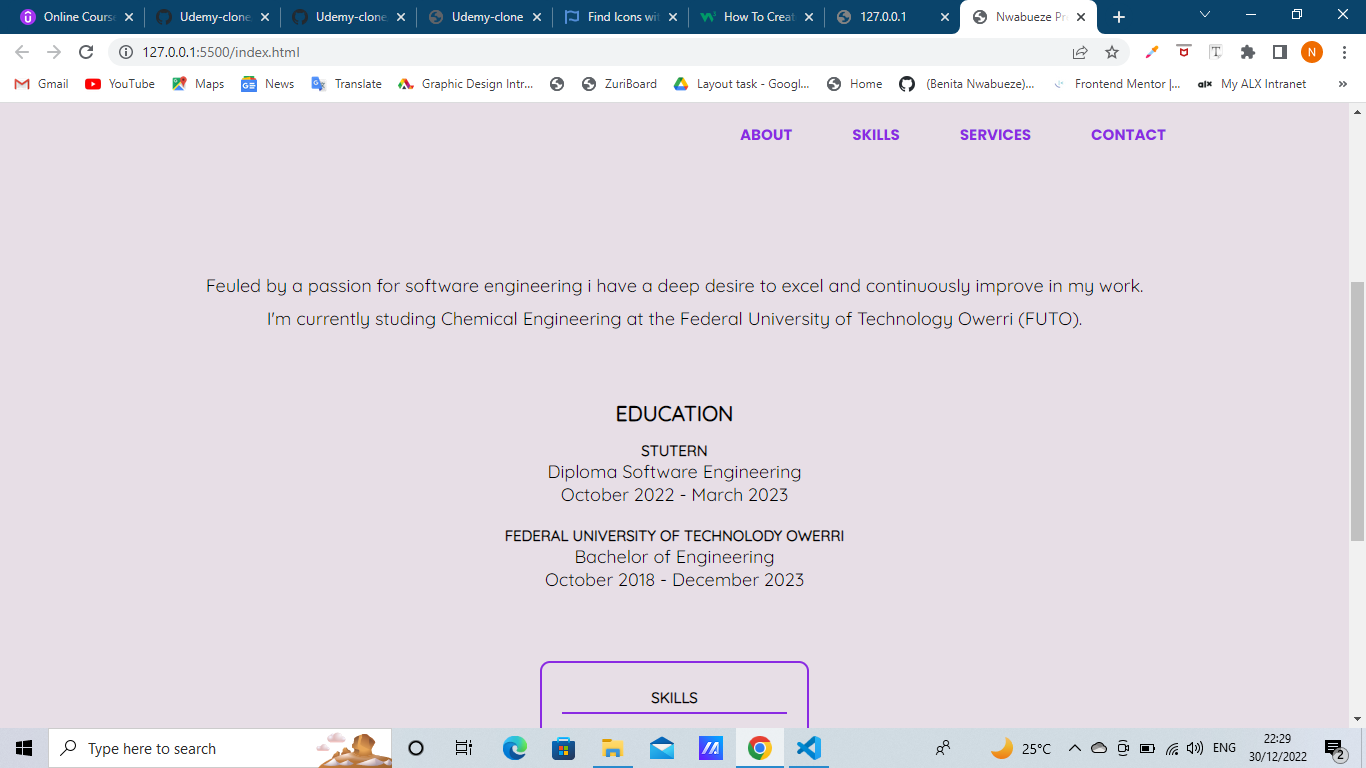 Online Course
Udemy-clone
Udemy-clone
Udemy-clone
Find Icons wit
How To Creat
127.0.0.1
Nwabueze Pr
127.0.0.1:5500/index.html
N
Gmail
YouTube
Maps
News
Translate
Graphic Design Intr...
ZuriBoard
Layout task - Googl...
Home
(Benita Nwabueze)...
Frontend Mentor |...
alx
My ALX Intranet
»
ABOUT
SKILLS
SERVICES
CONTACT
Feuled by a passion for software engineering i have a deep desire to excel and continuously improve in my work.
I'm currently studing Chemical Engineering at the Federal University of Technology Owerri (FUTO).
EDUCATION
STUTERN
Diploma Software Engineering
October 2022 - March 2023
FEDERAL UNIVERSITY OF TECHNOLODY OWERRI
Bachelor of Engineering
October 2018 - December 2023
SKILLS
Type here to search
25°C
ENG
22:29
30/12/2022
2